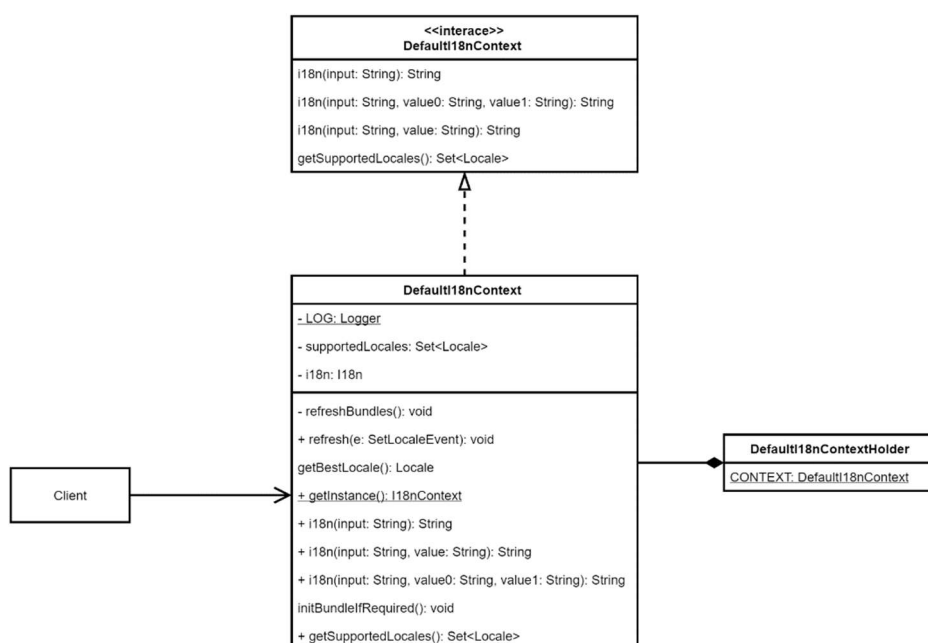 <<interace>>
DefaultI18nContext
i18n(input: String): String
i18n(input: String, value0: String, value1: String): String
i18n(input: String, value: String): String
getSupportedLocales(): Set<Locale>
DefaultI18nContext
- LOG: Logger
- supportedLocales: Set<Locale>
- i18n: I18n
- refreshBundles(): void
+ refresh(e: SetLocaleEvent): void
getBestLocale(): Locale
+ getInstance(): I18nContext
+ i18n(input: String): String
+ i18n(input: String, value: String): String
+ i18n(input: String, value0: String, value1: String): String
initBundleIfRequired(): void
+ getSupportedLocales(): Set<Locale>
Client
DefaultI18nContextHolder
CONTEXT: DefaultI18nContext